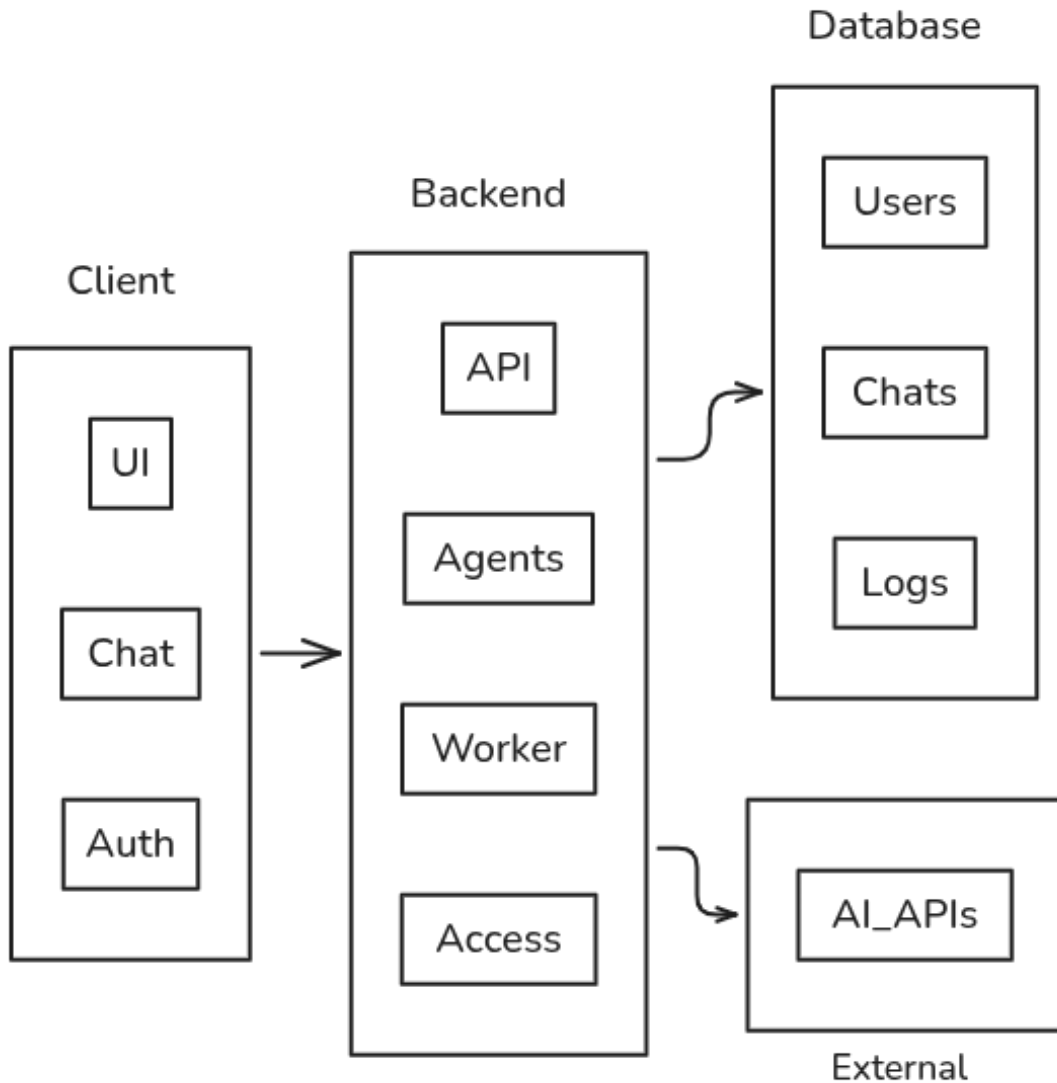 Client
UI
Chat
Auth
Backend
API
Agents
Worker
Access
Database
Users
Chats
Logs
AI_APIs
External